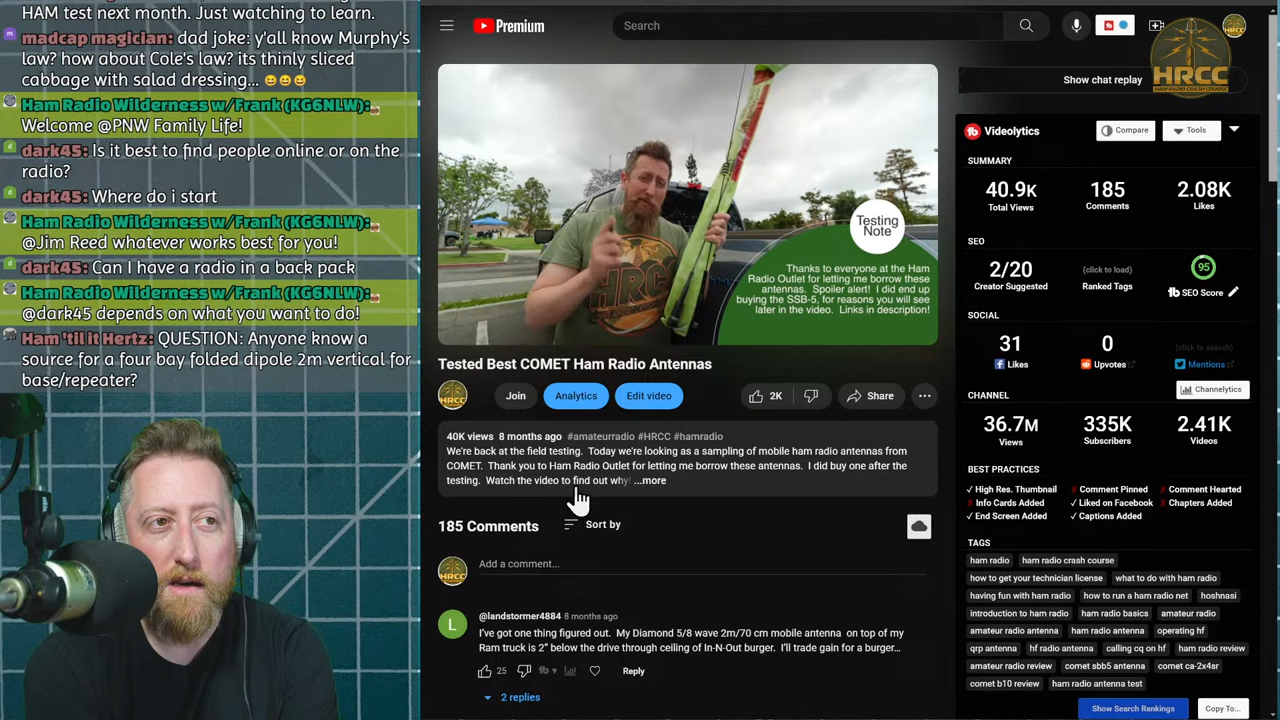 HAM test next month. Just watching to learn.
madcap magician: dad joke: y'all know Murphy's
law? how about Cole's law? its thinly sliced
cabbage with salad dressing...
Ham Radio Wilderness w/Frank (KG6NLW):
Welcome @PNW Family Life!
dark45: Is it best to find people online or on the
radio?
dark45: Where do i start
Ham Radio Wilderness w/Frank (KG6NLW):
@Jim Reed whatever works best for you!
dark45: Can I have a radio in a back pack
Ham Radio Wilderness w/Frank (KG6NLW):
@dark45 depends on what you want to do!
Ham 'til it Hertz: QUESTION: Anyone know a
source for a four bay folded dipole 2m vertical for
base/repeater?
Premium
Search
HRCC
HAM RADIO CRASH COURSE
Show chat replay
HRCC
Testing
Note
Thanks to everyone at the Ham
Radio Outlet for letting me borrow these
antennas. Spoiler alert! I did end up
buying the SSB-5, for reasons you will see
later in the video. Links in description!
Tested Best COMET Ham Radio Antennas
HRCC
Join
Analytics
Edit video
2K
Share
40K views 8 months ago #amateurradio #HRCC #hamradio
We're back at the field testing. Today we're looking as a sampling of mobile ham radio antennas from
COMET. Thank you to Ham Radio Outlet for letting me borrow these antennas. I did buy one after the
testing. Watch the video to find out why! ...more
185 Comments
Sort by
HRCC
Add a comment...
L
@landstormer4884 8 months ago
I've got one thing figured out. My Diamond 5/8 wave 2m/70 cm mobile antenna on top of my
Ram truck is 2" below the drive through ceiling of In-N-Out burger. I'll trade gain for a burger...
25
tb
Reply
2 replies
tb Videolytics
Compare
Tools
SUMMARY
40.9K 185 2.08K
Total Views Comments Likes
SEO
2/20 (click to load) 95
Creator Suggested Ranked Tags tb SEO Score
SOCIAL
31 0 (click to search)
Likes Upvotes Mentions
CHANNEL
Channelytics
36.7M 335K 2.41K
Views Subscribers Videos
BEST PRACTICES
✓ High Res. Thumbnail ✗ Comment Pinned ✗ Comment Hearted
✗ Info Cards Added ✓ Liked on Facebook ✗ Chapters Added
✓ End Screen Added ✓ Captions Added
TAGS
ham radio ham radio crash course
how to get your technician license what to do with ham radio
having fun with ham radio how to run a ham radio net hoshnasi
introduction to ham radio ham radio basics amateur radio
amateur radio antenna ham radio antenna operating hf
qrp antenna hf radio antenna calling cq on hf ham radio review
amateur radio review comet sbb5 antenna comet ca-2x4sr
comet b10 review ham radio antenna test
Show Search Rankings
Copy To...